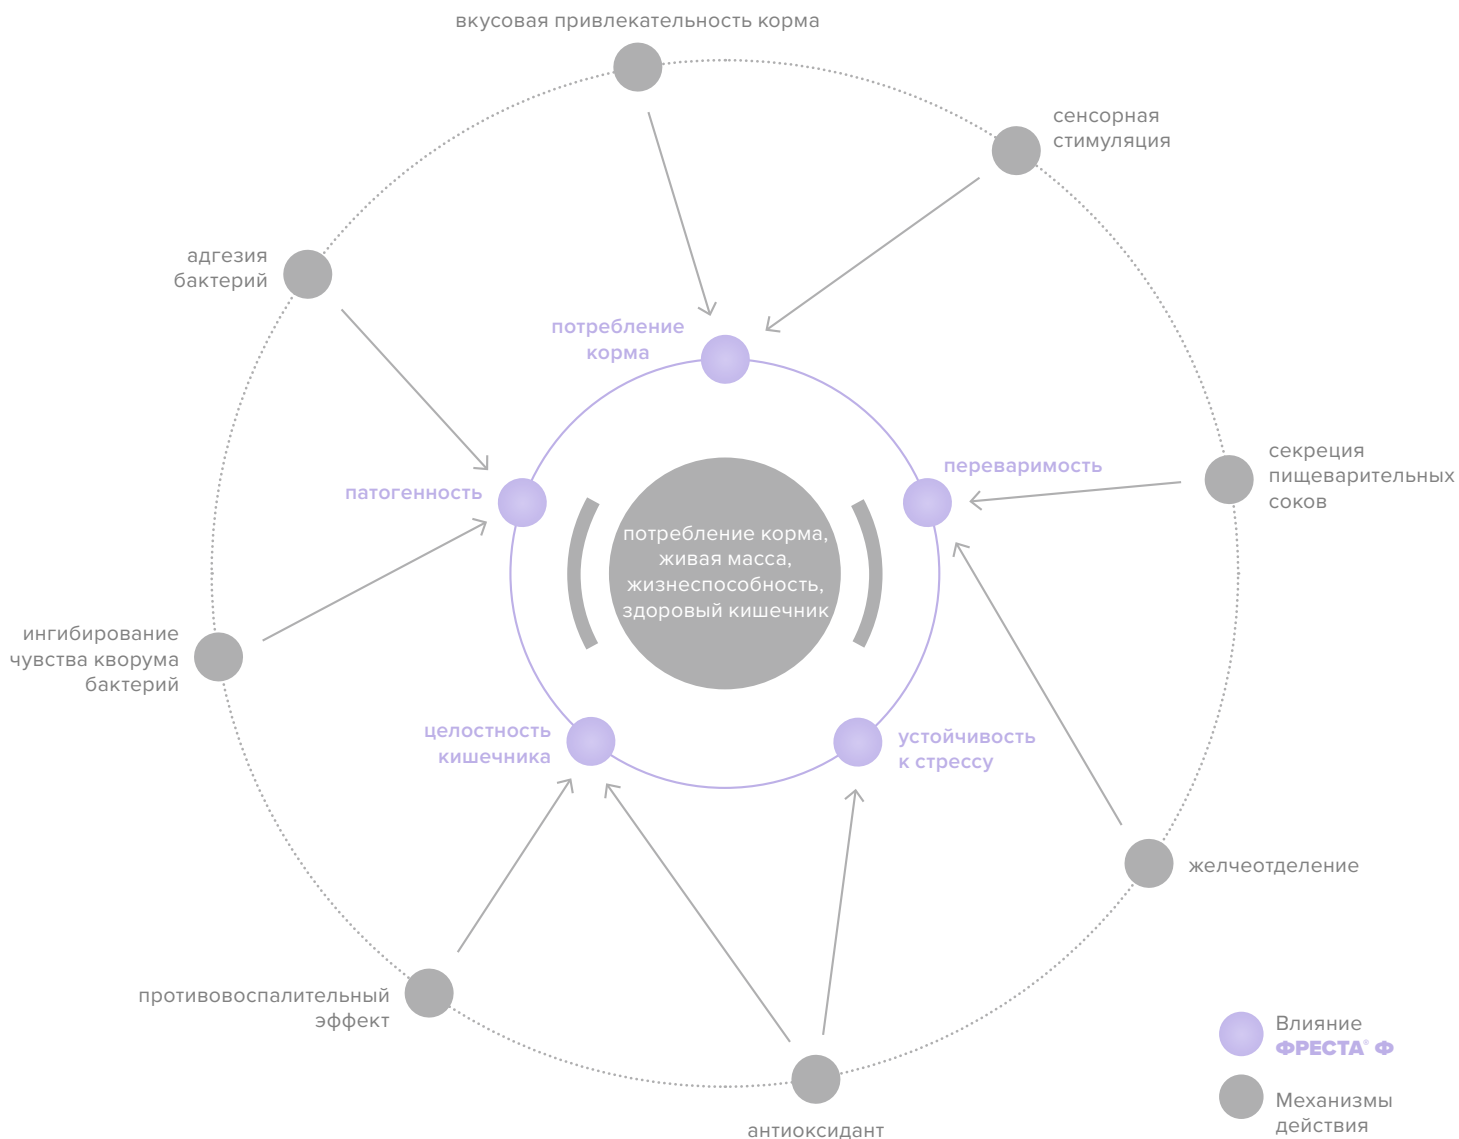 вкусовая привлекательность корма
сенсорная
стимуляция
адгезия
бактерий
потребление
корма
переваримость
секреция
пищеварительных
соков
патогенность
потребление корма,
живая масса,
жизнеспособность,
здоровый кишечник
ингибирование
чувства кворума
бактерий
целостность
кишечника
устойчивость
к стрессу
желчеотделение
противовоспалительный
эффект
антиоксидант
Влияние
ФРЕСТА® Ф
Механизмы
действия